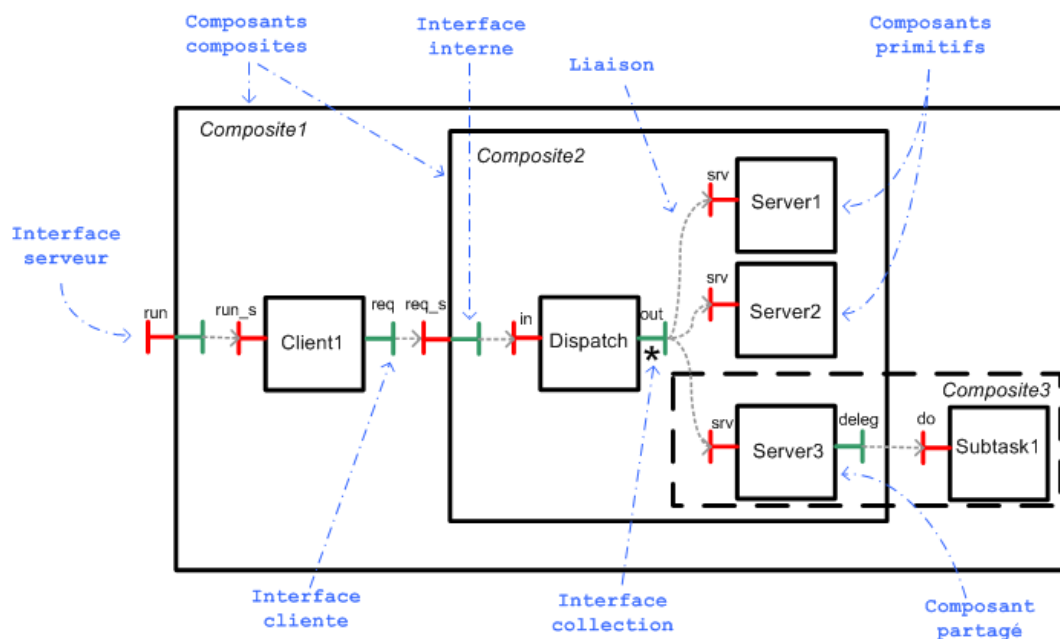 Composants
composites
Interface
interne
Liaison
Composants
primitifs
Composite1
Composite2
srv
Server1
Interface
serveur
srv
Server2
run
run_s
req
req_s
in
out
Client1
Dispatch
*
Composite3
srv
Server3
deleg
do
Subtask1
Interface
cliente
Interface
collection
Composant
partagé